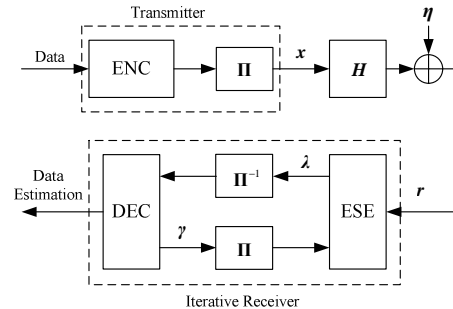 Transmitter
η
Data
ENC
Π
x
H
Data
Estimation
DEC
Π⁻¹
λ
ESE
r
γ
Π
Iterative Receiver